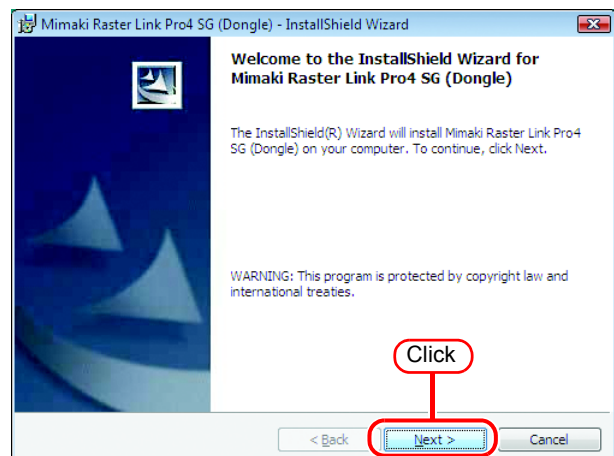 Mimaki Raster Link Pro4 SG (Dongle) - InstallShield Wizard
Welcome to the InstallShield Wizard for
Mimaki Raster Link Pro4 SG (Dongle)
The InstallShield(R) Wizard will install Mimaki Raster Link Pro4
SG (Dongle) on your computer. To continue, click Next.
WARNING: This program is protected by copyright law and
international treaties.
Click
< Back
Next >
Cancel